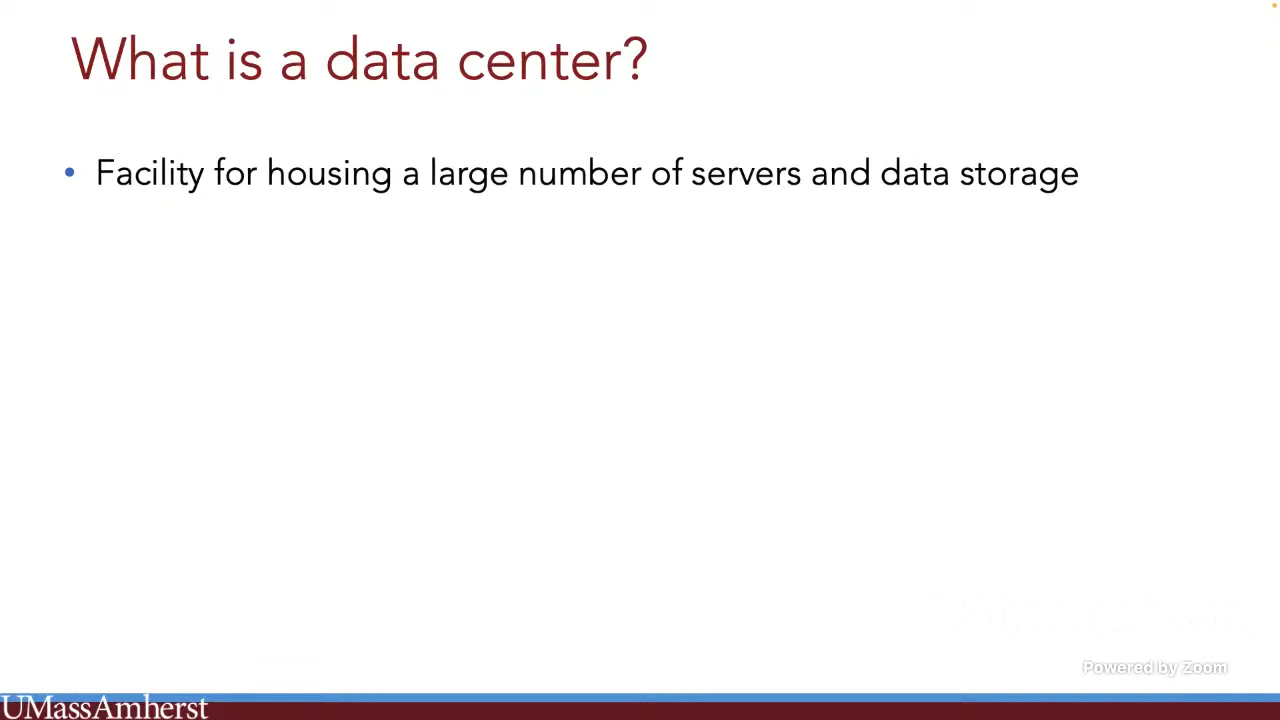 What is a data center?
• Facility for housing a large number of servers and data storage
Powered by Zoom
UMassAmherst